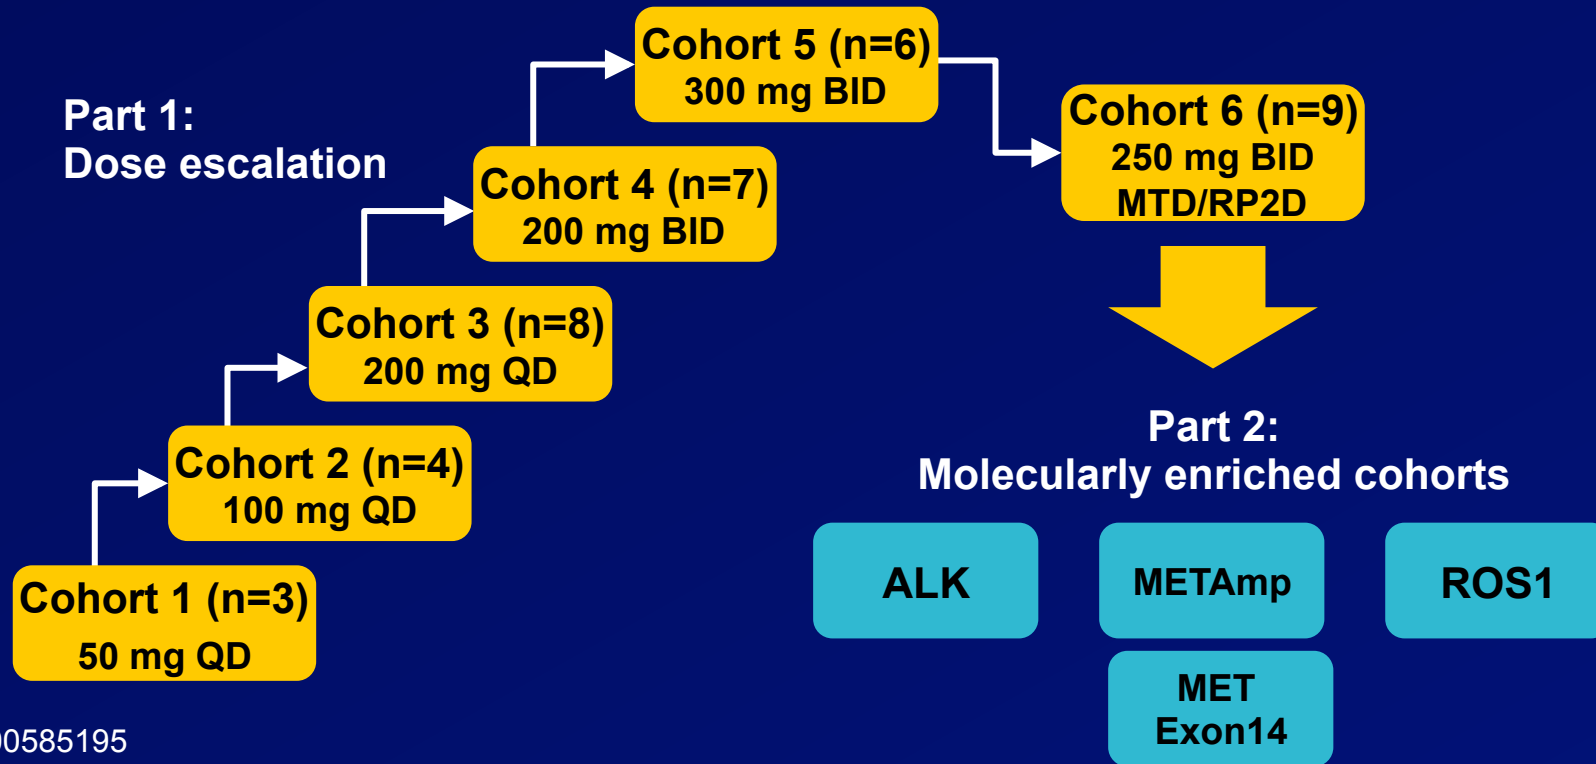 Part 1:
Dose escalation
Cohort 5 (n=6)
300 mg BID
Cohort 6 (n=9)
250 mg BID
MTD/RP2D
Cohort 4 (n=7)
200 mg BID
Cohort 3 (n=8)
200 mg QD
Cohort 2 (n=4)
100 mg QD
Cohort 1 (n=3)
50 mg QD
Part 2:
Molecularly enriched cohorts
ALK
METAmp
ROS1
MET
Exon14
00585195